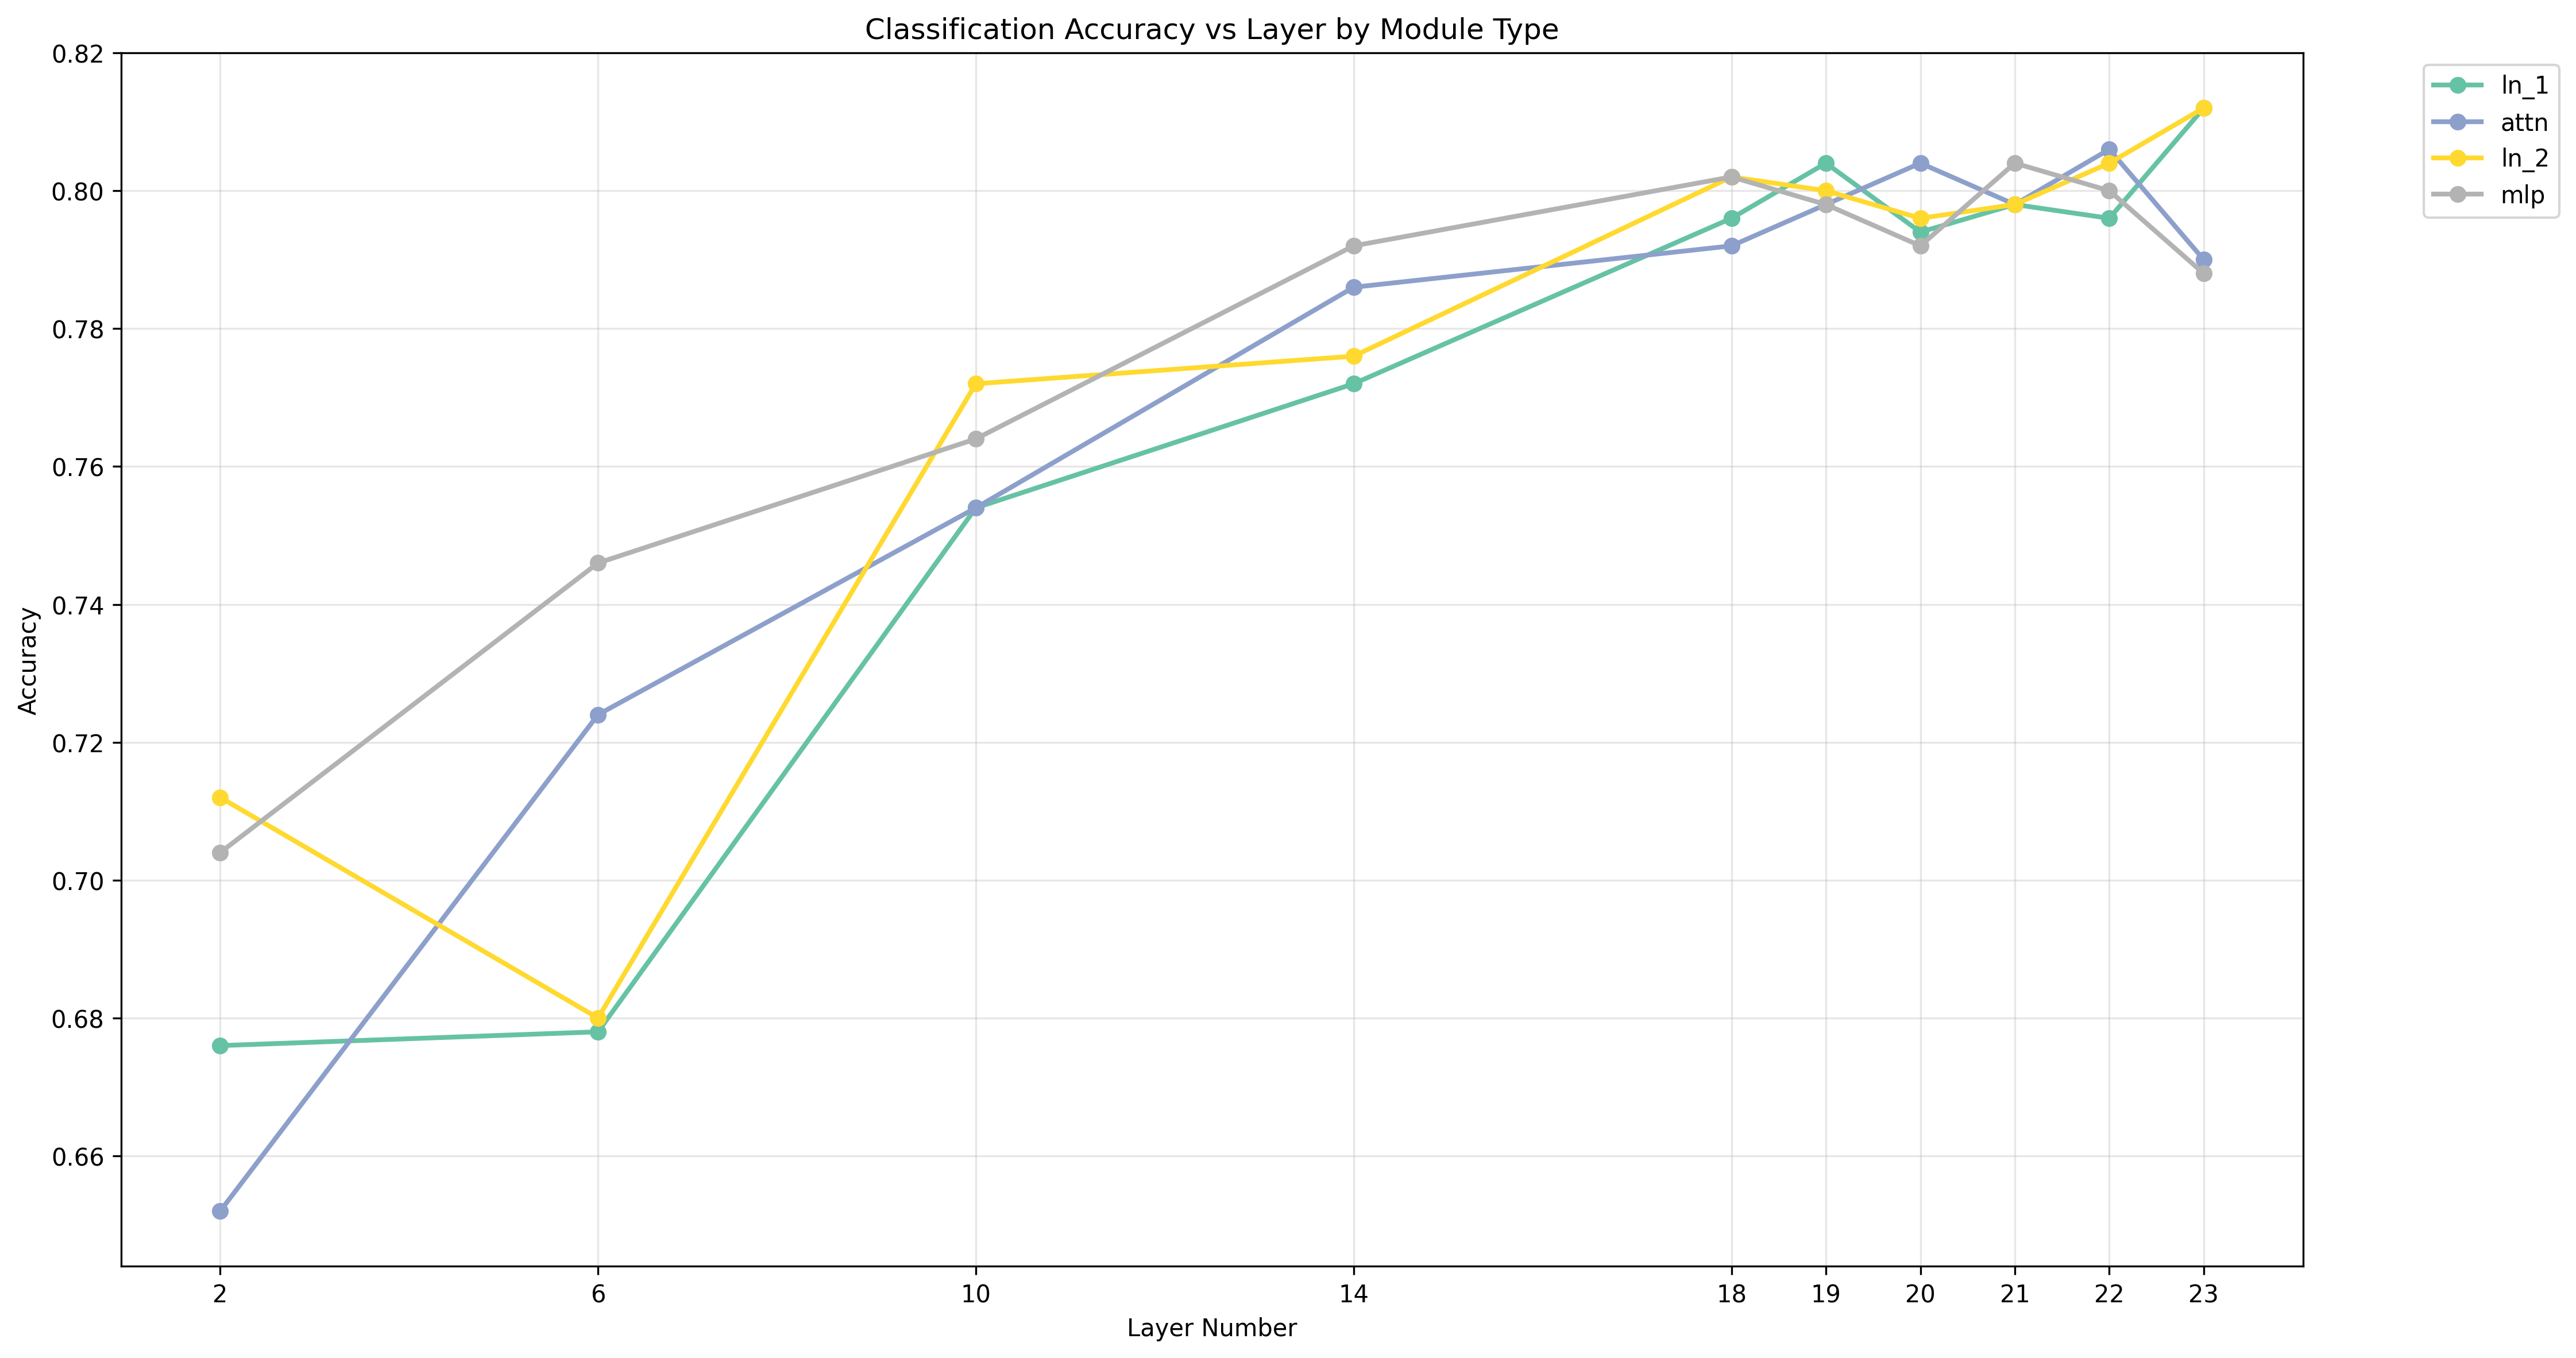 Classification Accuracy vs Layer by Module Type
0.82
0.80
0.78
0.76
0.74
0.72
0.70
0.68
0.66
Accuracy
2 6 10 14 18 19 20 21 22 23
Layer Number
ln_1
attn
ln_2
mlp